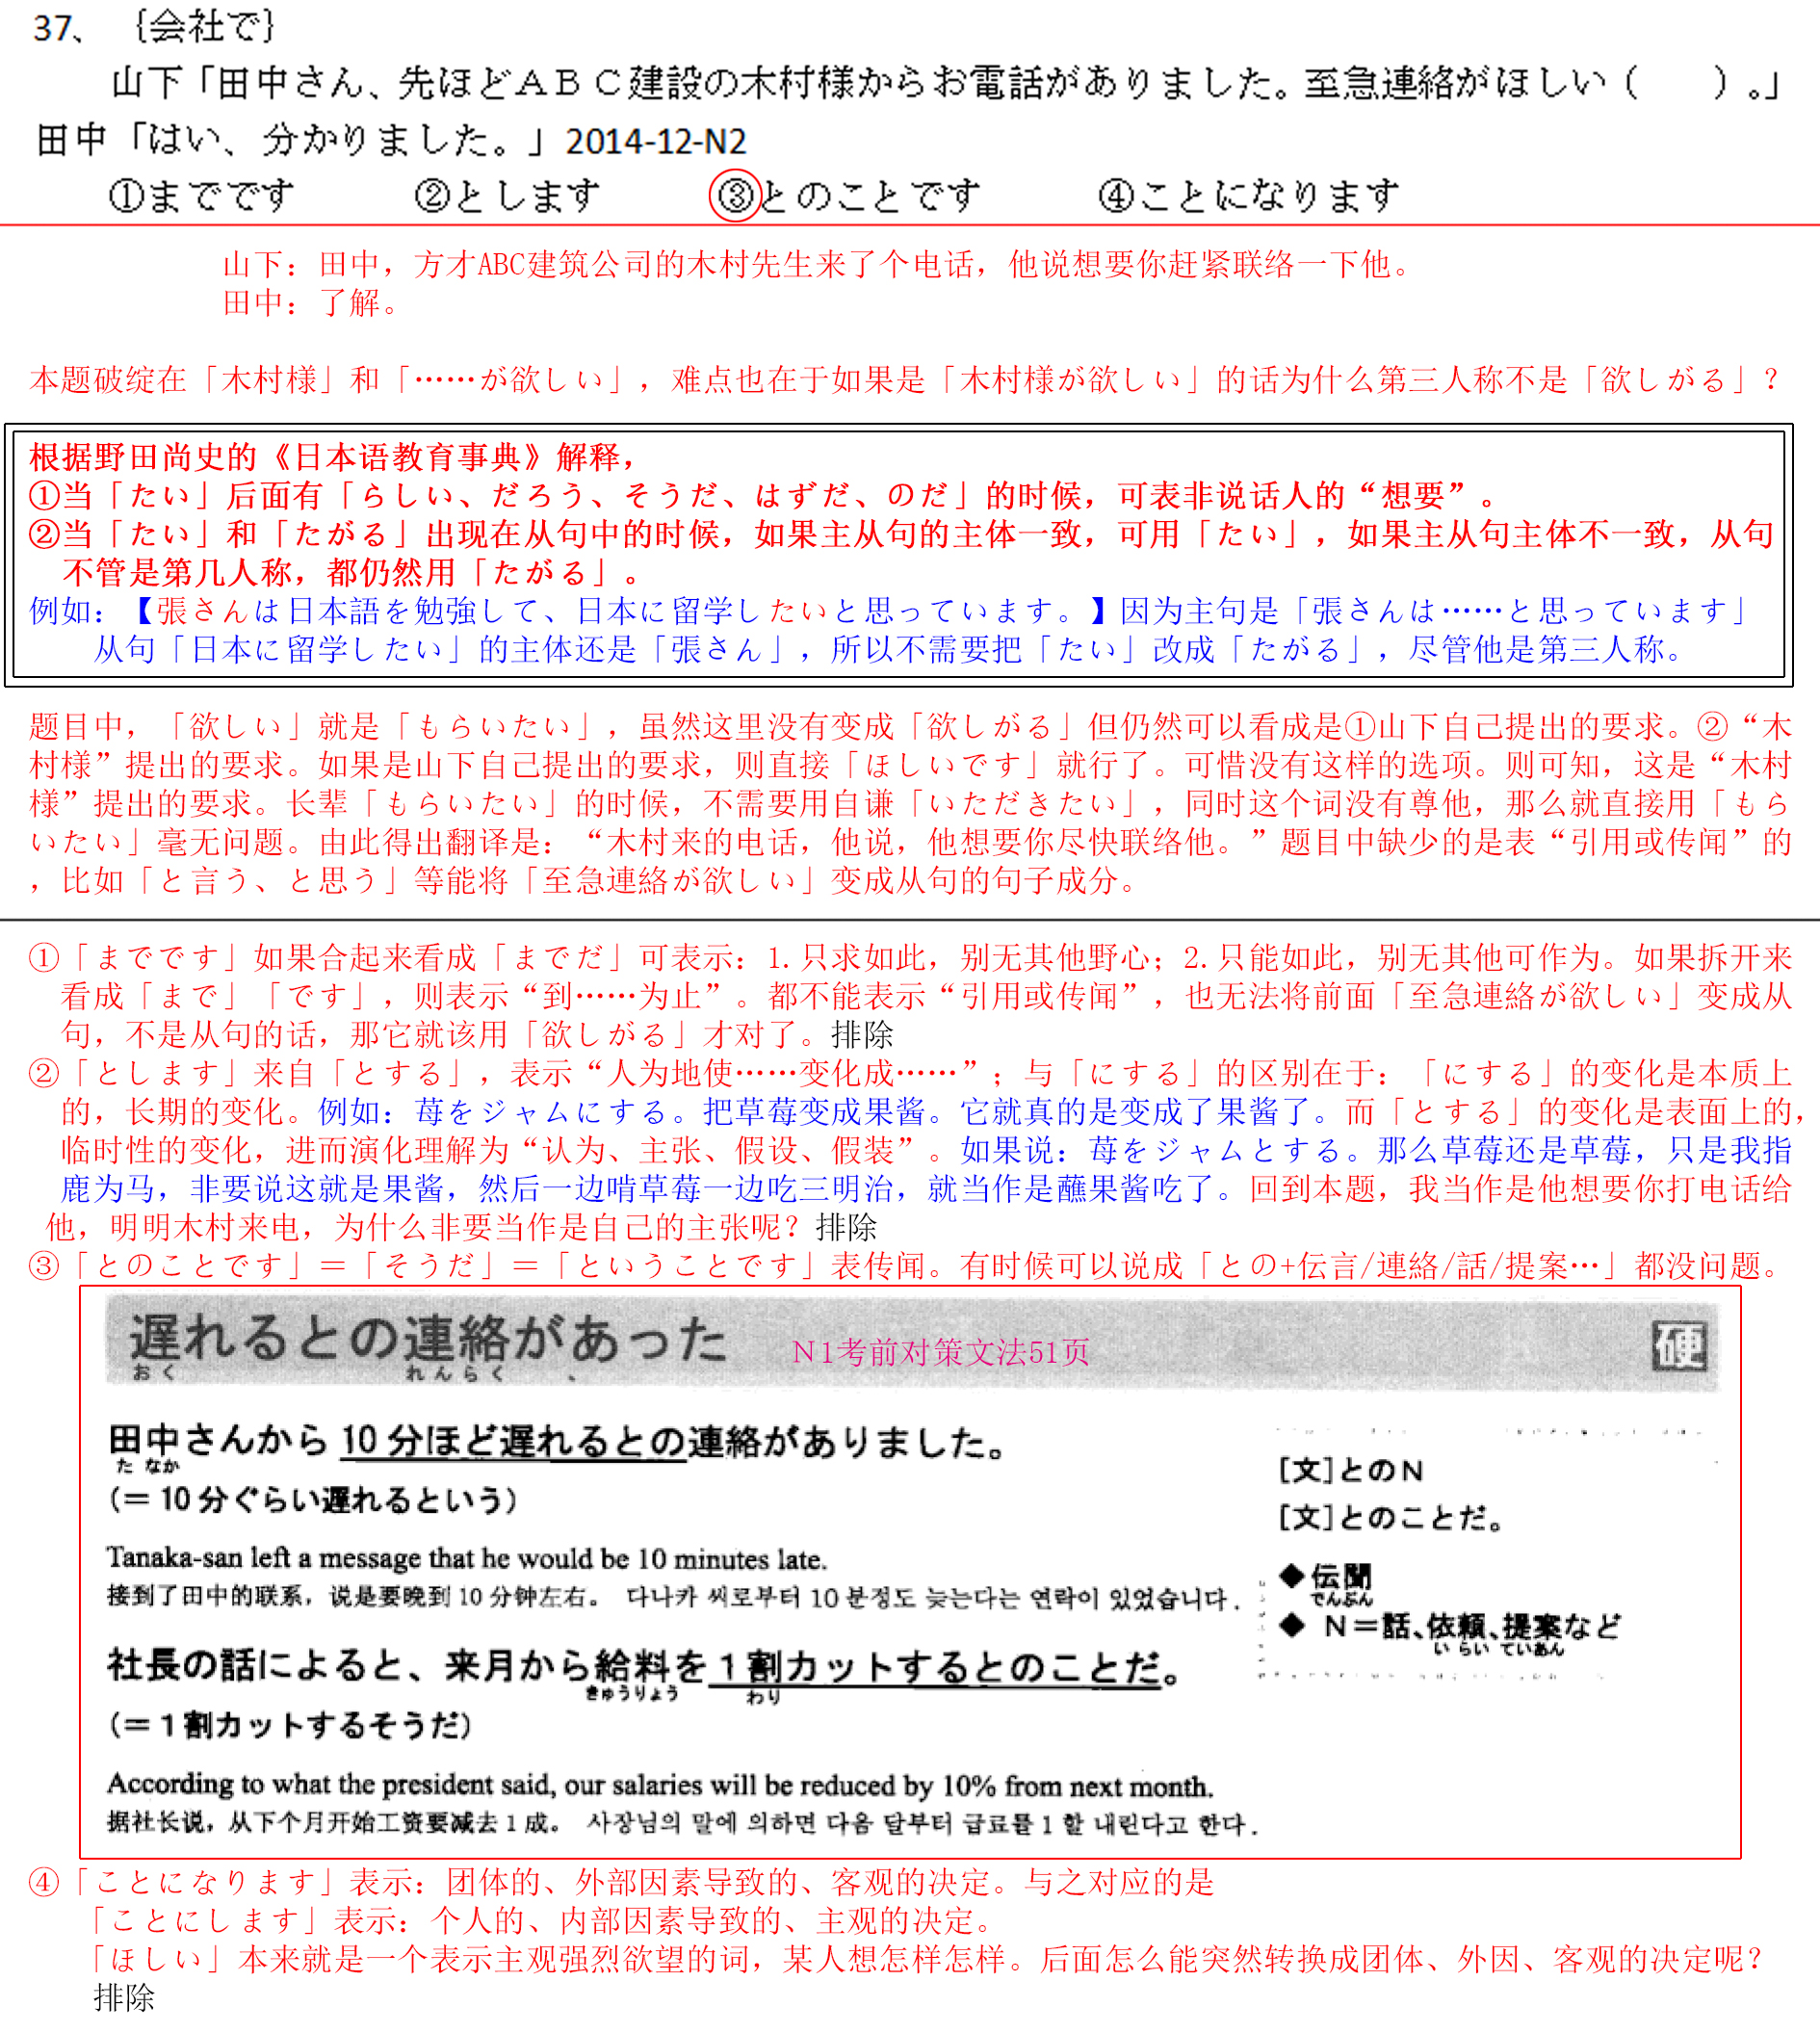 37、 ｛会社で｝
山下「田中さん、先ほどＡＢＣ建設の木村様からお電話がありました。至急連絡がほしい（　　）。」
田中「はい、分かりました。」2014-12-N2
①までです ②とします ③とのことです ④ことになります
山下：田中，方才ABC建筑公司的木村先生来了个电话，他说想要你赶紧联络一下他。
田中：了解。
本题破绽在「木村様」和「……が欲しい」，难点也在于如果是「木村様が欲しい」的话为什么第三人称不是「欲しがる」？
根据野田尚史的《日本语教育事典》解释，
①当「たい」后面有「らしい、だろう、そうだ、はずだ、のだ」的时候，可表非说话人的“想要”。
②当「たい」和「たがる」出现在从句中的时候，如果主从句的主体一致，可用「たい」，如果主从句主体不一致，从句
不管是第几人称，都仍然用「たがる」。
例如：【張さんは日本語を勉強して、日本に留学したいと思っています。】因为主句是「張さんは……と思っています」
从句「日本に留学したい」的主体还是「張さん」，所以不需要把「たい」改成「たがる」，尽管他是第三人称。
题目中，「欲しい」就是「もらいたい」，虽然这里没有变成「欲しがる」但仍然可以看成是①山下自己提出的要求。②“木
村様”提出的要求。如果是山下自己提出的要求，则直接「ほしいです」就行了。可惜没有这样的选项。则可知，这是“木村
様”提出的要求。长辈「もらいたい」的时候，不需要用自谦「いただきたい」，同时这个词没有尊他，那么就直接用「もら
いたい」毫无问题。由此得出翻译是：“木村来的电话，他说，他想要你尽快联络他。”题目中缺少的是表“引用或传闻”的
，比如「と言う、と思う」等能将「至急連絡が欲しい」变成从句的句子成分。
①「までです」如果合起来看成「までだ」可表示：1.只求如此，别无其他野心；2.只能如此，别无其他可作为。如果拆开来
看成「まで」「です」，则表示“到……为止”。都不能表示“引用或传闻”，也无法将前面「至急連絡が欲しい」变成从
句，不是从句的话，那它就该用「欲しがる」才对了。排除
②「とします」来自「とする」，表示“人为地使……变化成……”；与「にする」的区别在于：「にする」的变化是本质上
的，长期的变化。例如：苺をジャムにする。把草莓变成果酱。它就真的是变成了果酱了。而「とする」的变化是表面上的，
临时性的变化，进而演化理解为“认为、主张、假设、假装”。如果说：苺をジャムとする。那么草莓还是草莓，只是我指
鹿为马，非要说这就是果酱，然后一边啃草莓一边吃三明治，就当作是蘸果酱吃了。回到本题，我当作是他想要你打电话给
他，明明木村来电，为什么非要当作是自己的主张呢？排除
③「とのことです」＝「そうだ」＝「ということです」表传闻。有时候可以说成「との+伝言/連絡/話/提案…」都没问题。
遅れるとの連絡があった N1考前对策文法51页 硬
おく れんらく
田中さんから10分ほど遅れるとの連絡がありました。
た なか
（＝10分ぐらい遅れるという）
Tanaka-san left a message that he would be 10 minutes late.
接到了田中的联系，说是要晚到10分钟左右。 다나카 씨로부터 10분정도 늦는다는 연락이 있었습니다.
社長の話によると、来月から給料を１割カットするとのことだ。
きゅうりょう わり
（＝１割カットするそうだ）
According to what the president said, our salaries will be reduced by 10% from next month.
据社长说，从下个月开始工资要减去1成。 사장님의 말에 의하면 다음 달부터 급료를 1할 내린다고 한다.
[文]とのN
[文]とのことだ。
◆伝聞
でんぶん
◆ N＝話、依頼、提案など
いらい ていあん
④「ことになります」表示：团体的、外部因素导致的、客观的决定。与之对应的是
「ことにします」表示：个人的、内部因素导致的、主观的决定。
「ほしい」本来就是一个表示主观强烈欲望的词，某人想怎样怎样。后面怎么能突然转换成团体、外因、客观的决定呢？
排除